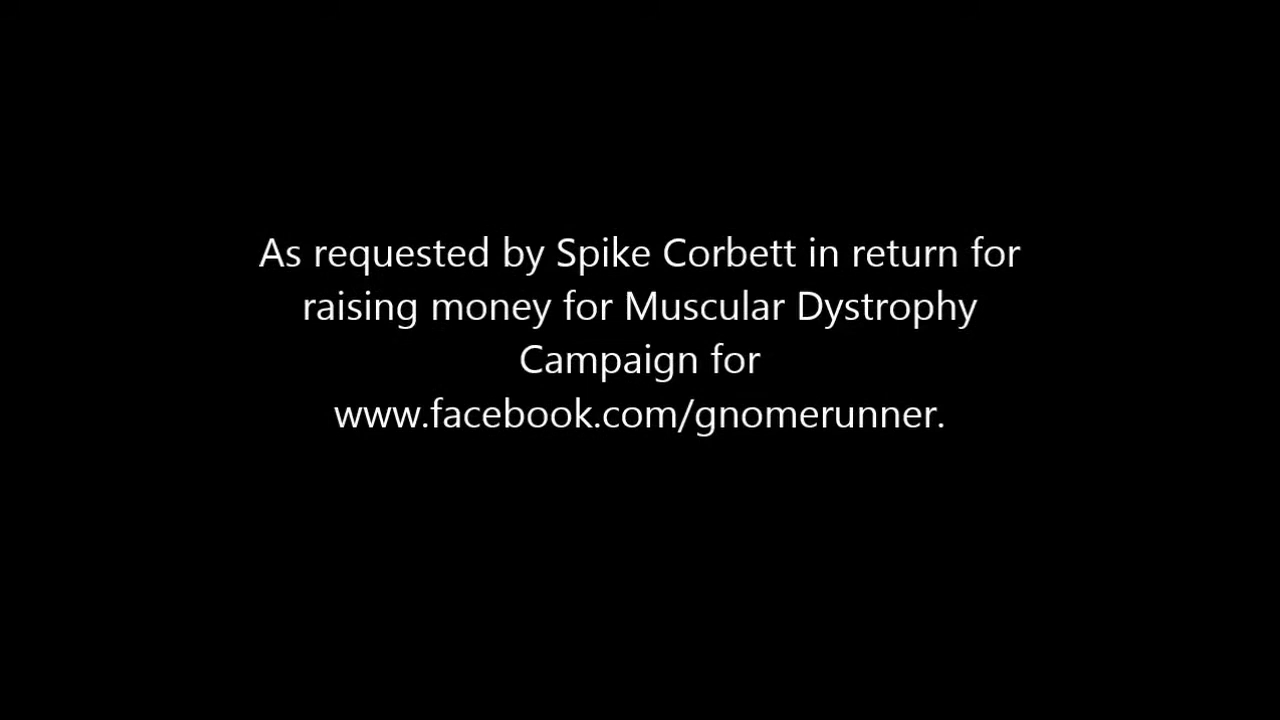 As requested by Spike Corbett in return for
raising money for Muscular Dystrophy
Campaign for
www.facebook.com/gnomerunner.